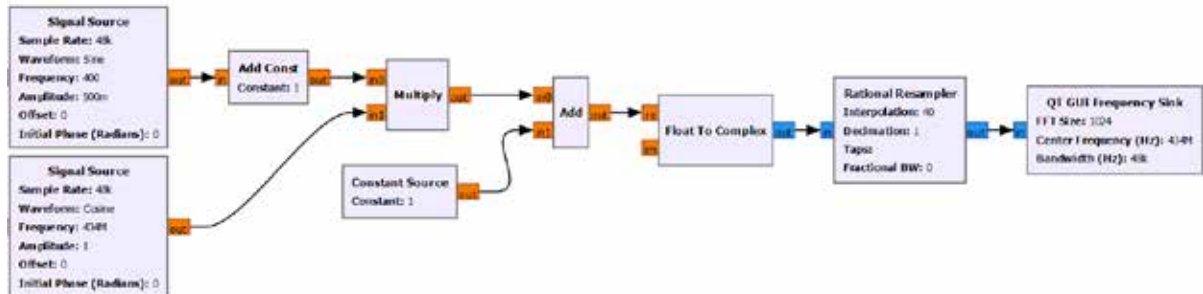 Signal Source
Sample Rate: 48k
Waveform: Sine
Frequency: 400
Amplitude: 500m
Offset: 0
Initial Phase (Radians): 0
out
in
Add Const
Constant: 1
out
in0
in1
Multiply
out
in0
in1
Add
out
re
im
Float To Complex
out
in
Rational Resampler
Interpolation: 40
Decimation: 1
Taps:
Fractional BW: 0
out
in
QT GUI Frequency Sink
FFT Size: 1024
Center Frequency (Hz): 434M
Bandwidth (Hz): 48k
Signal Source
Sample Rate: 48k
Waveform: Cosine
Frequency: 434M
Amplitude: 1
Offset: 0
Initial Phase (Radians): 0
out
Constant Source
Constant: 1
out